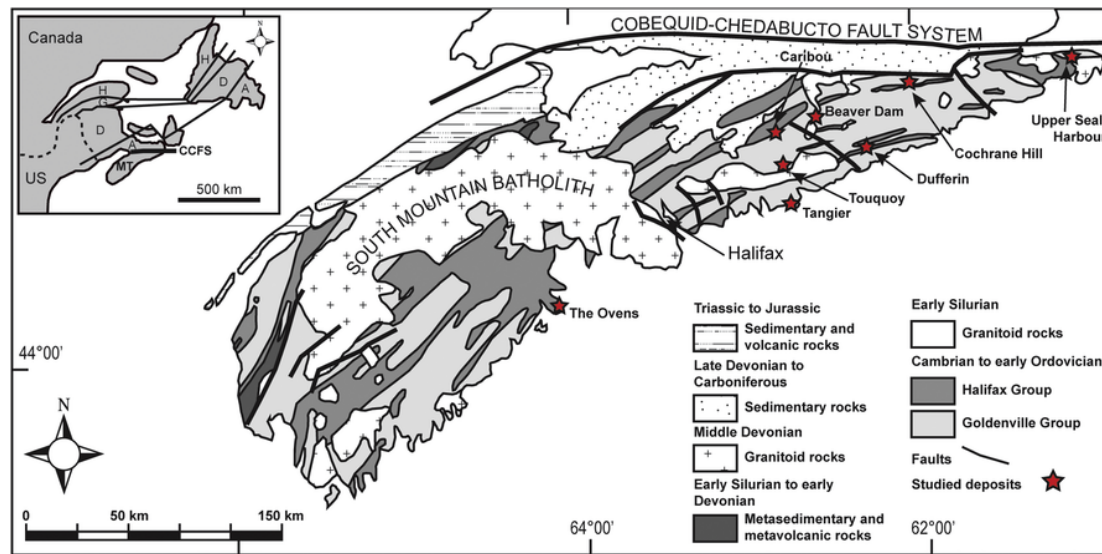 Canada
H
D
A
H
G
D
A
CCFS
MT
US
500 km
COBEQUID-CHEDABUCTO FAULT SYSTEM
Caribou
Beaver Dam
Upper Seal
Harbour
Cochrane Hill
Dufferin
Touquoy
Tangier
Halifax
SOUTH MOUNTAIN BATHOLITH
The Ovens
44°00'
N
0 50 km 100 km 150 km
64°00'
62°00'
Triassic to Jurassic
Sedimentary and
volcanic rocks
Late Devonian to
Carboniferous
Sedimentary rocks
Middle Devonian
Granitoid rocks
Early Silurian to early
Devonian
Metasedimentary and
metavolcanic rocks
Early Silurian
Granitoid rocks
Cambrian to early Ordovician
Halifax Group
Goldenville Group
Faults
Studied deposits